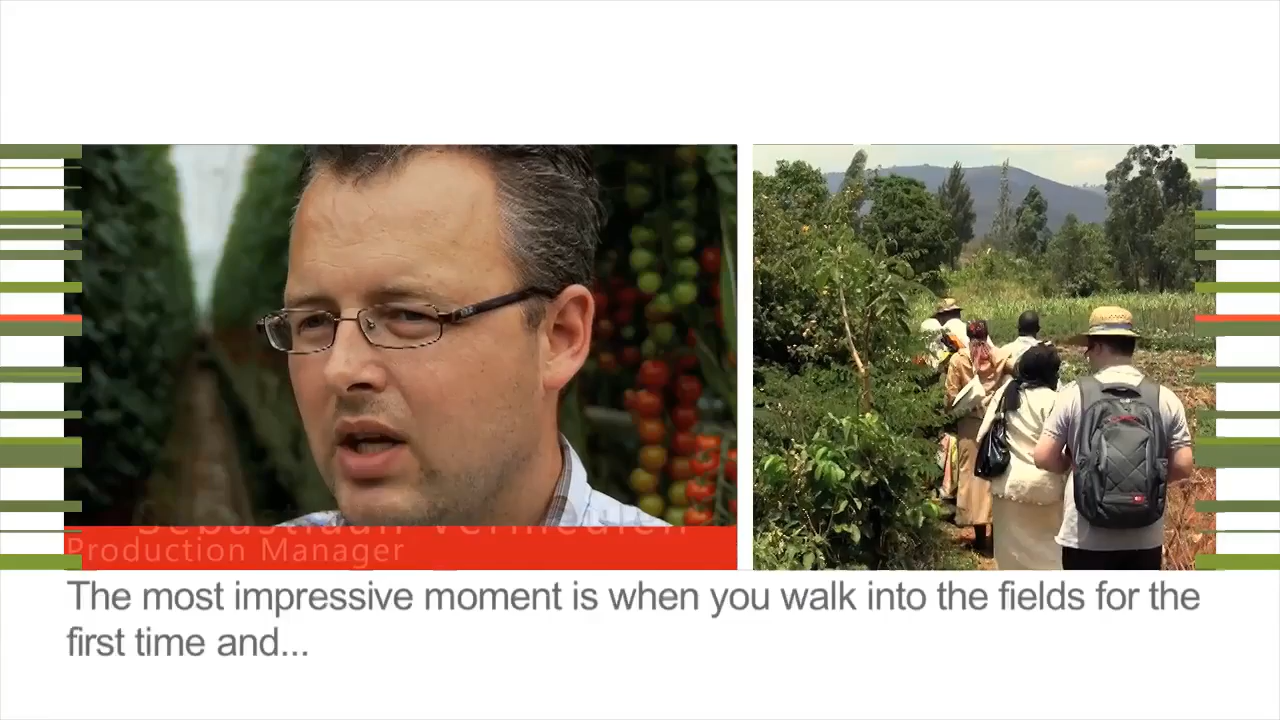 Production Manager
The most impressive moment is when you walk into the fields for the
first time and...